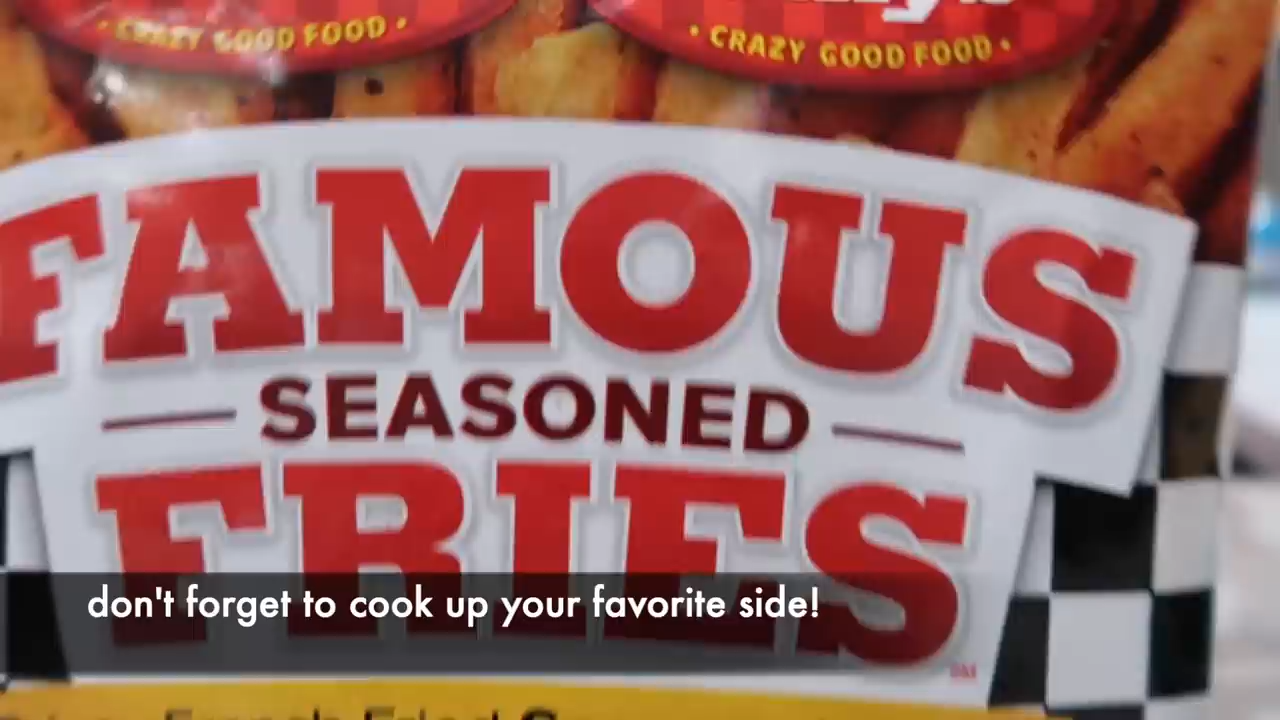 • CRAZY GOOD FOOD •
• CRAZY GOOD FOOD •
FAMOUS
SEASONED
FRIES
don't forget to cook up your favorite side!